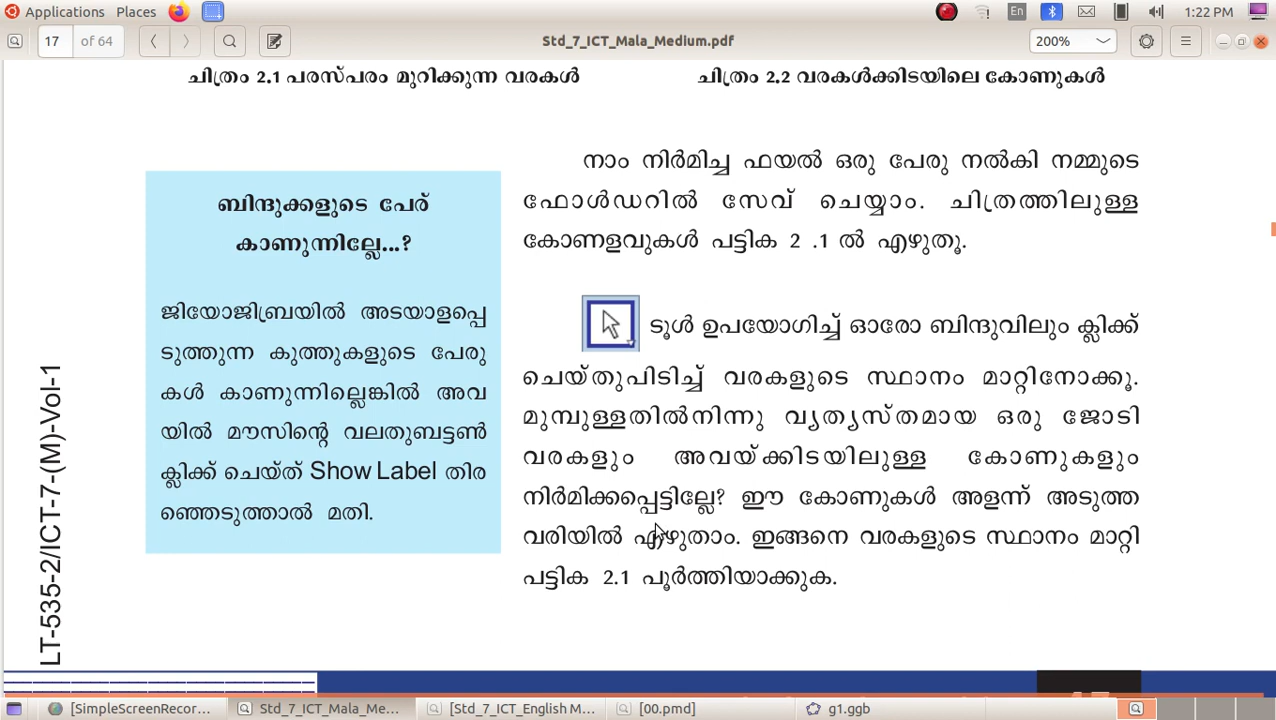 Applications Places En 1:22 PM
17 of 64 Std_7_ICT_Mala_Medium.pdf 200%
ചിത്രം 2.1 പരസ്പരം മുറിക്കുന്ന വരകൾ
ചിത്രം 2.2 വരകൾക്കിടയിലെ കോണുകൾ
ബിന്ദുക്കളുടെ പേര്
കാണുന്നില്ലേ...?
ജിയോജിബ്രയിൽ അടയാളപ്പെ
ടുത്തുന്ന കുത്തുകളുടെ പേരു
കൾ കാണുന്നില്ലെങ്കിൽ അവ
യിൽ മൗസിന്റെ വലതുബട്ടൺ
ക്ലിക്ക് ചെയ്ത് Show Label തിര
ഞ്ഞെടുത്താൽ മതി.
നാം നിർമിച്ച ഫയൽ ഒരു പേരു നൽകി നമ്മുടെ
ഫോൾഡറിൽ സേവ് ചെയ്യാം. ചിത്രത്തിലുള്ള
കോണളവുകൾ പട്ടിക 2 .1 ൽ എഴുതൂ.
ടൂൾ ഉപയോഗിച്ച് ഓരോ ബിന്ദുവിലും ക്ലിക്ക്
ചെയ്തുപിടിച്ച് വരകളുടെ സ്ഥാനം മാറ്റിനോക്കൂ.
മുമ്പുള്ളതിൽനിന്നു വ്യത്യസ്തമായ ഒരു ജോടി
വരകളും അവയ്ക്കിടയിലുള്ള കോണുകളും
നിർമിക്കപ്പെട്ടില്ലേ? ഈ കോണുകൾ അളന്ന് അടുത്ത
വരിയിൽ എഴുതാം. ഇങ്ങനെ വരകളുടെ സ്ഥാനം മാറ്റി
പട്ടിക 2.1 പൂർത്തിയാക്കുക.
LT-535-2/ICT-7-(M)-Vol-1
[SimpleScreenRecor... Std_7_ICT_Mala_Me... [Std_7_ICT_English M... [00.pmd] g1.ggb